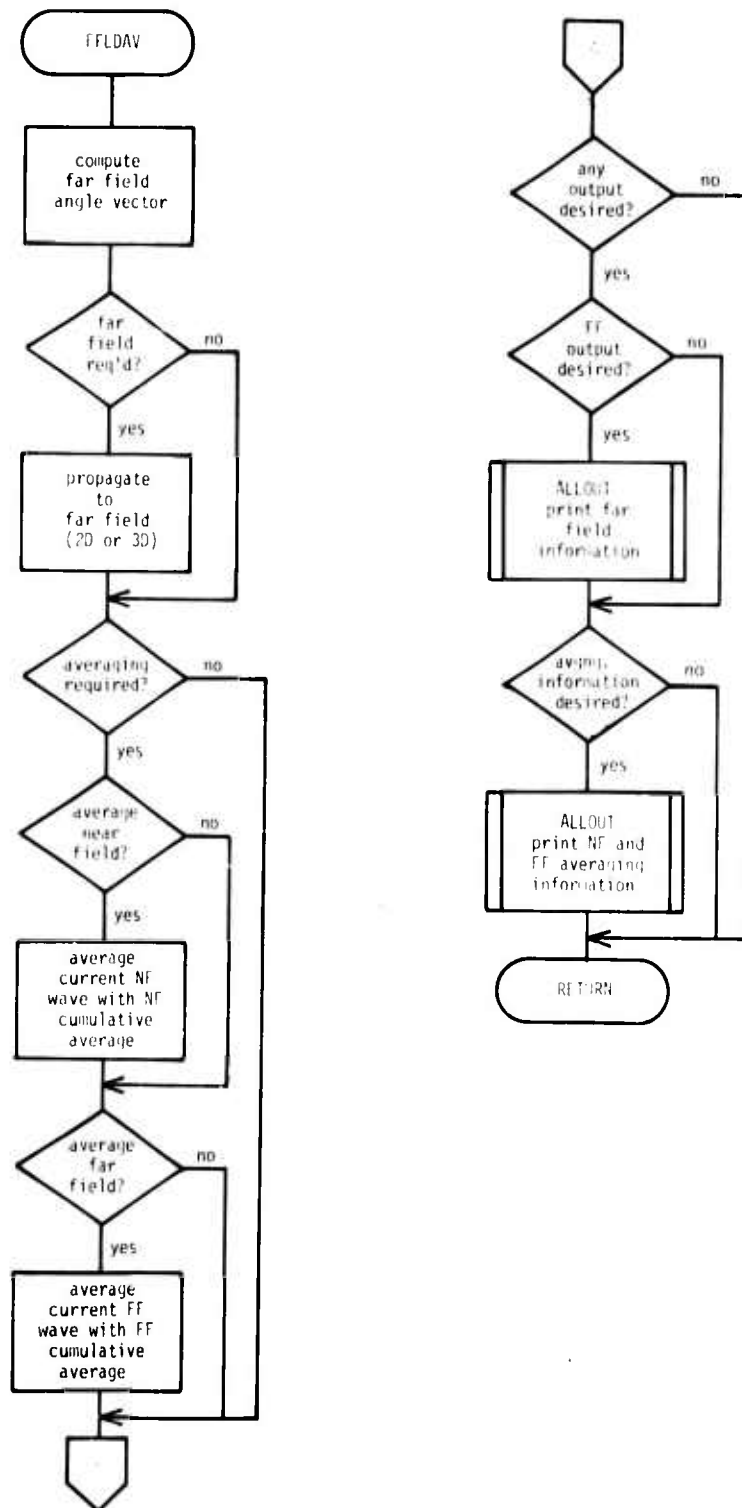 FFLDAV
compute
far field
angle vector
far
field
req'd?
no
yes
propagate
to
far field
(2D or 3D)
averaging
required?
no
yes
average
near
field?
no
yes
average
current NF
wave with NF
cumulative
average
average
far
field?
no
yes
average
current FF
wave with FF
cumulative
average
any
output
desired?
no
yes
FF
output
desired?
no
yes
ALLOUT
print far
field
information
avgng.
information
desired?
no
yes
ALLOUT
print NF and
FF averaging
information
RETURN